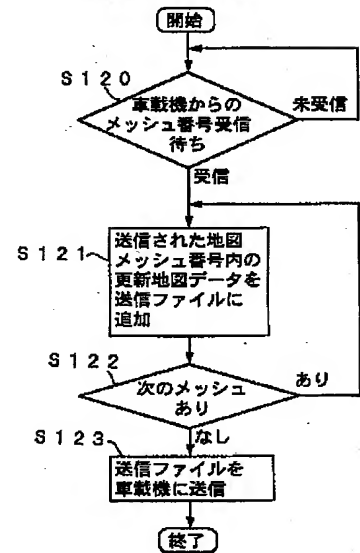 開始
S120
車載機からの
メッシュ番号受信
待ち
未受信
受信
S121
送信された地図
メッシュ番号内の
更新地図データを
送信ファイルに
追加
S122
次のメッシュ
あり
あり
なし
S123
送信ファイルを
車載機に送信
終了